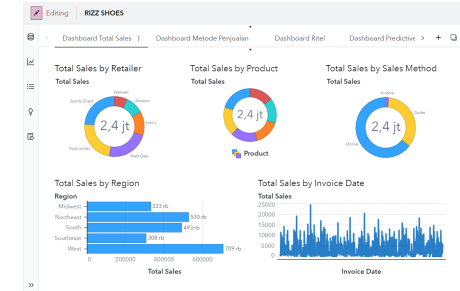 Editing RIZZ SHOES
Dashboard Total Sales Dashboard Metode Penjualan Dashboard Ritel Dashboard Predictive
Total Sales by Retailer
Total Sales
Walmart
Sports Direct
Amazon
2,4 jt
Kohl's
Foot Locker
West Gear
Total Sales by Product
Total Sales
2,4 jt
Product
Total Sales by Sales Method
Total Sales
In-store
Outlet
2,4 jt
Online
Total Sales by Region
Region
Midwest 333 rb
Northeast 530 rb
South 493 rb
Southeast 308 rb
West 709 rb
0 200000 400000 600000
Total Sales
Total Sales by Invoice Date
Total Sales
25000
20000
15000
10000
5000
0
Invoice Date